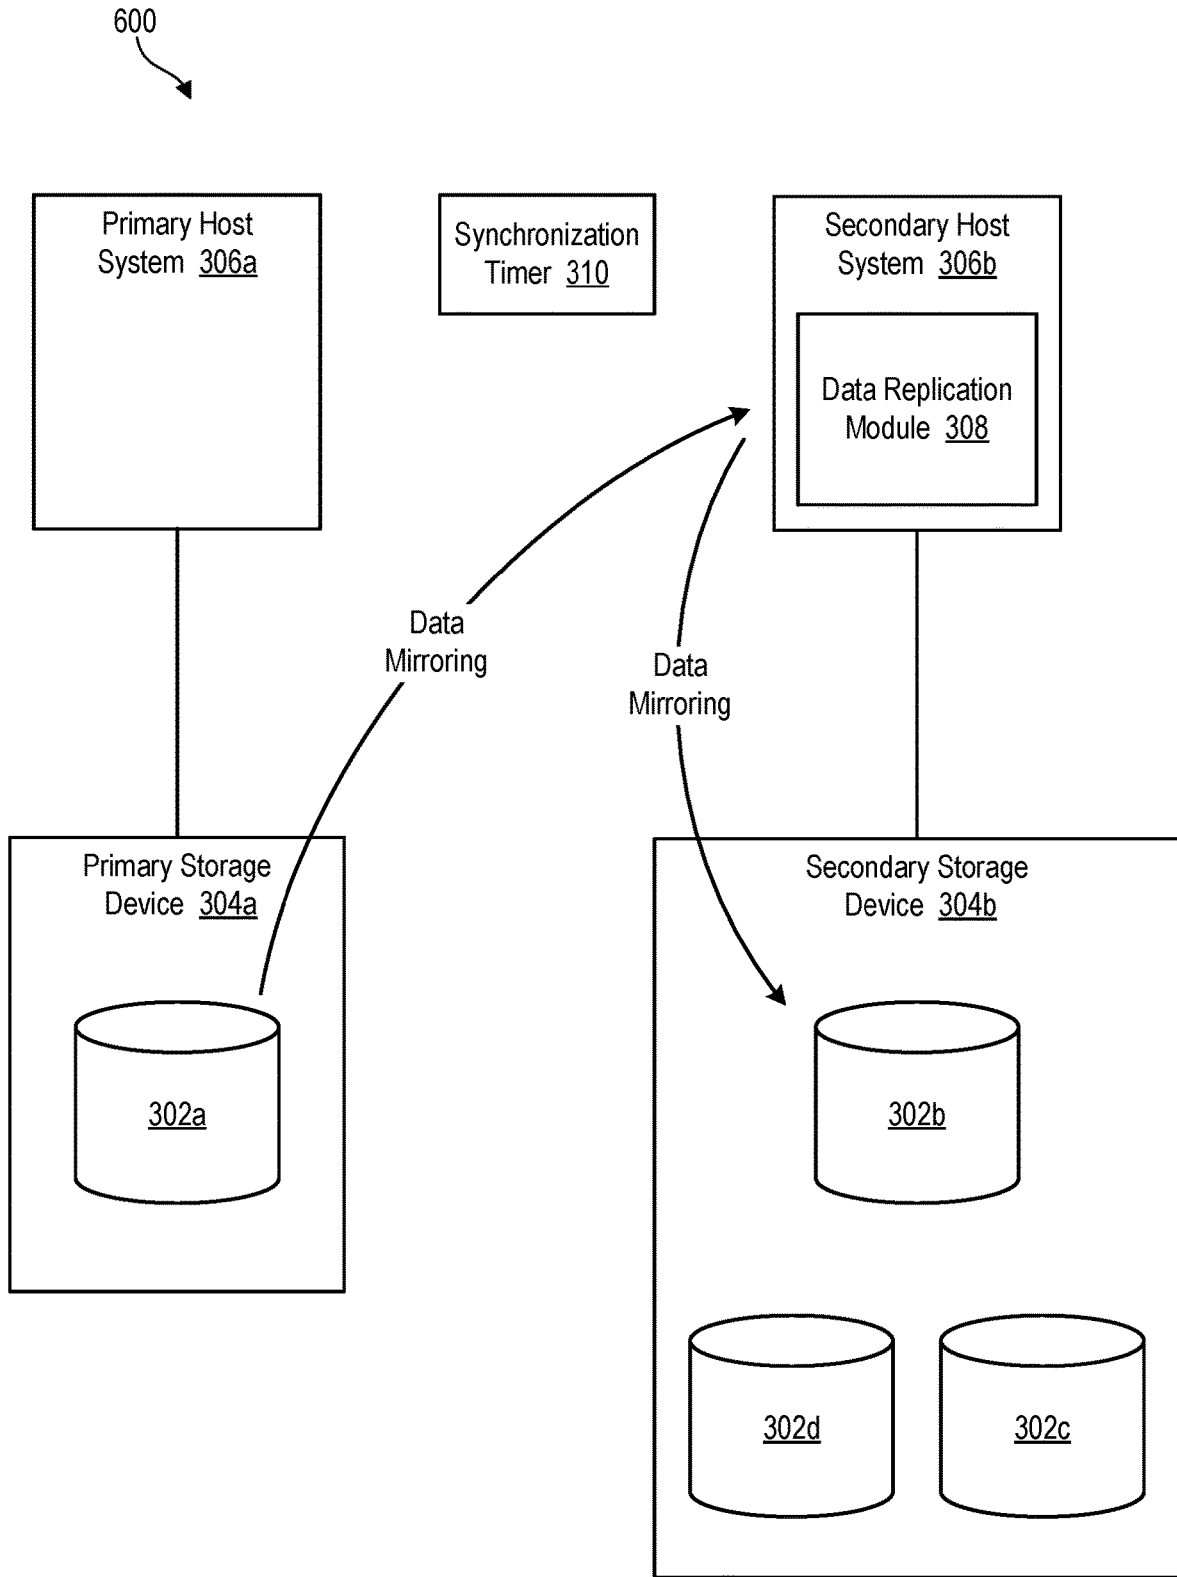 600
Primary Host
System 306a
Synchronization
Timer 310
Secondary Host
System 306b
Data Replication
Module 308
Data
Mirroring
Data
Mirroring
Primary Storage
Device 304a
Secondary Storage
Device 304b
302a
302b
302d
302c